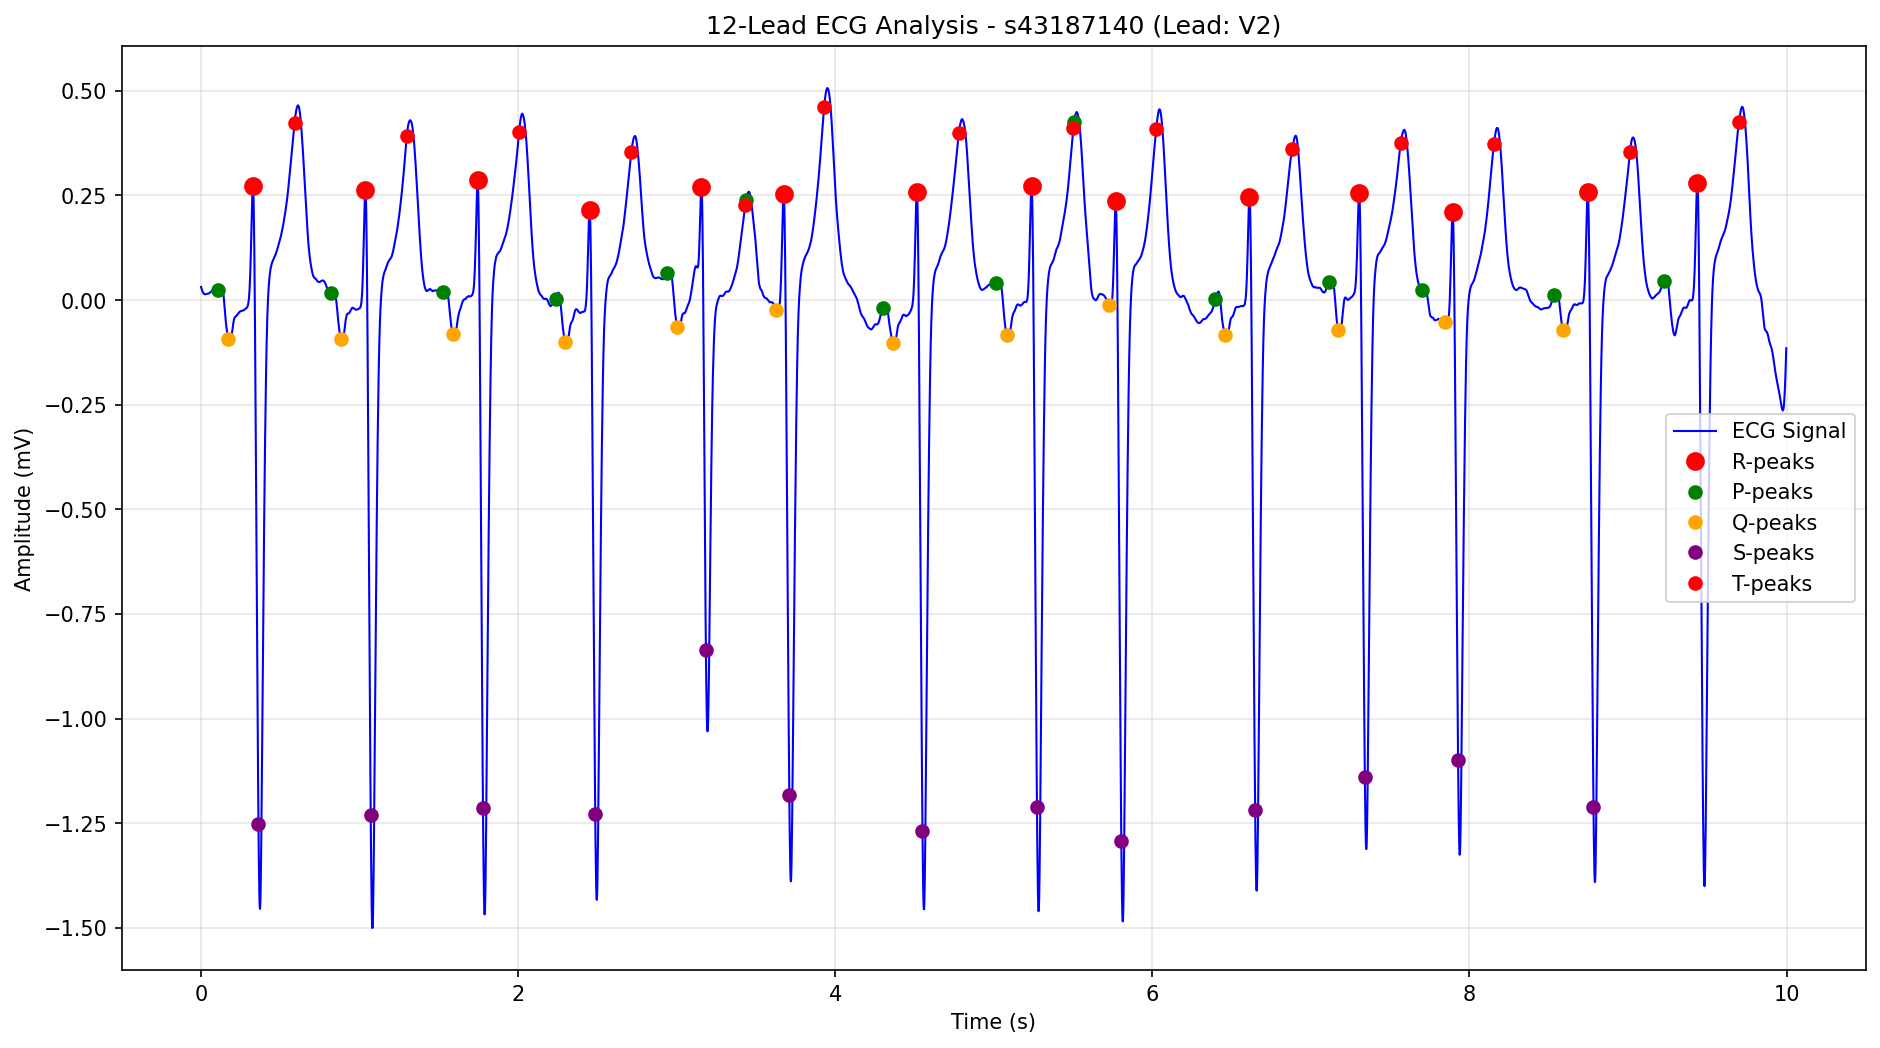 12-Lead ECG Analysis - s43187140 (Lead: V2)
Amplitude (mV)
0.50
0.25
0.00
−0.25
−0.50
−0.75
−1.00
−1.25
−1.50
ECG Signal
R-peaks
P-peaks
Q-peaks
S-peaks
T-peaks
0 2 4 6 8 10
Time (s)